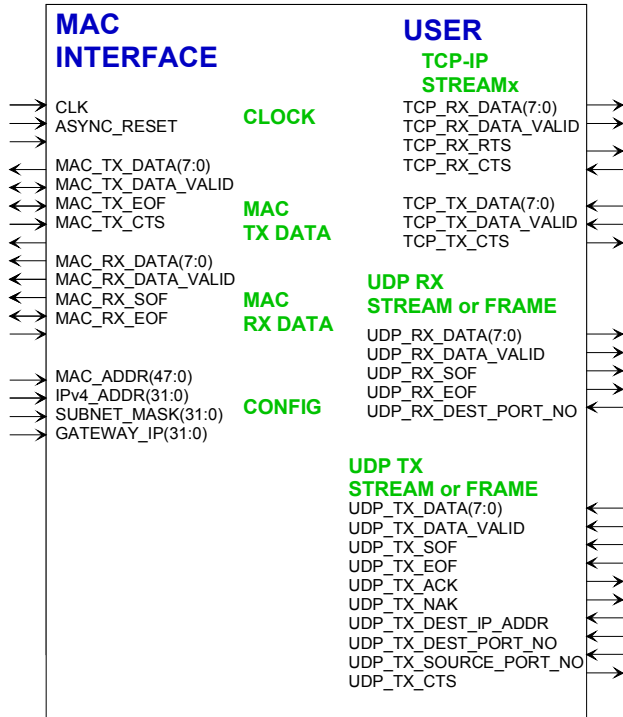 MAC
INTERFACE
CLK
ASYNC_RESET
CLOCK
MAC_TX_DATA(7:0)
MAC_TX_DATA_VALID
MAC_TX_EOF
MAC_TX_CTS
MAC
TX DATA
MAC_RX_DATA(7:0)
MAC_RX_DATA_VALID
MAC_RX_SOF
MAC_RX_EOF
MAC
RX DATA
MAC_ADDR(47:0)
IPv4_ADDR(31:0)
SUBNET_MASK(31:0)
GATEWAY_IP(31:0)
CONFIG
USER
TCP-IP
STREAMx
TCP_RX_DATA(7:0)
TCP_RX_DATA_VALID
TCP_RX_RTS
TCP_RX_CTS
TCP_TX_DATA(7:0)
TCP_TX_DATA_VALID
TCP_TX_CTS
UDP RX
STREAM or FRAME
UDP_RX_DATA(7:0)
UDP_RX_DATA_VALID
UDP_RX_SOF
UDP_RX_EOF
UDP_RX_DEST_PORT_NO
UDP TX
STREAM or FRAME
UDP_TX_DATA(7:0)
UDP_TX_DATA_VALID
UDP_TX_SOF
UDP_TX_EOF
UDP_TX_ACK
UDP_TX_NAK
UDP_TX_DEST_IP_ADDR
UDP_TX_DEST_PORT_NO
UDP_TX_SOURCE_PORT_NO
UDP_TX_CTS